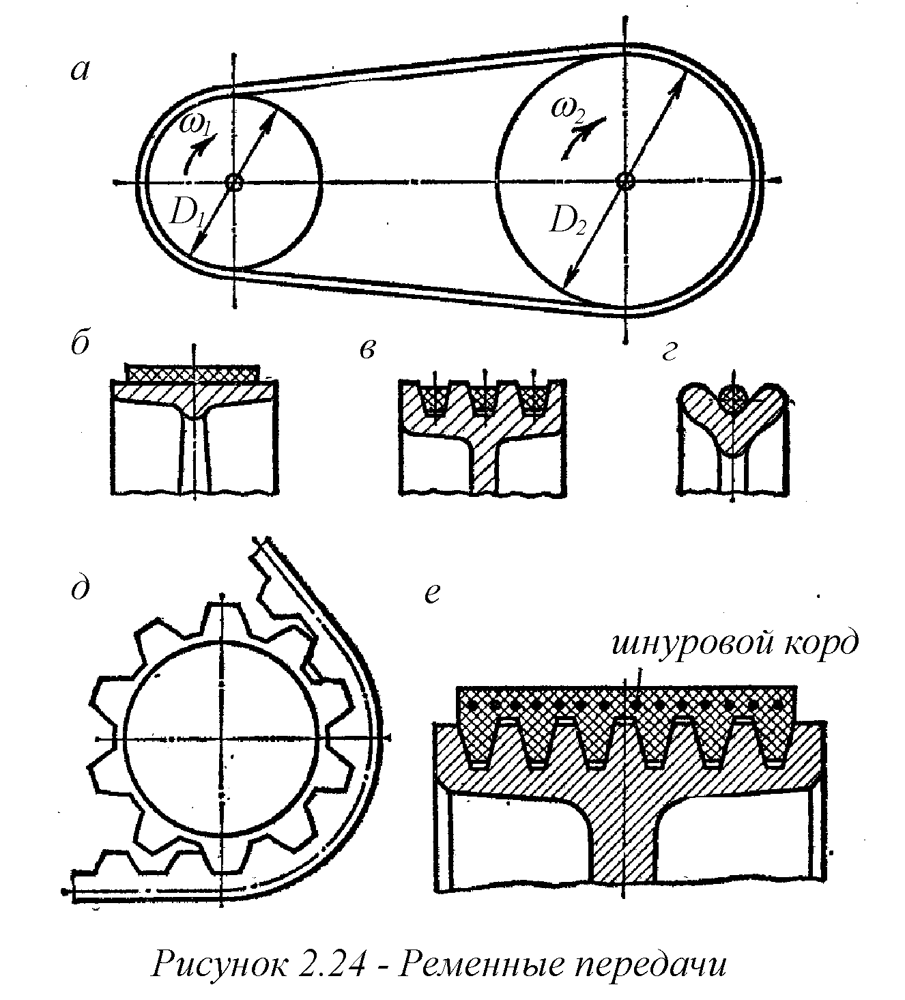 а
ω1
ω2
D1
D2
б
в
г
д
е
шнуровой корд
Рисунок 2.24 - Ременные передачи